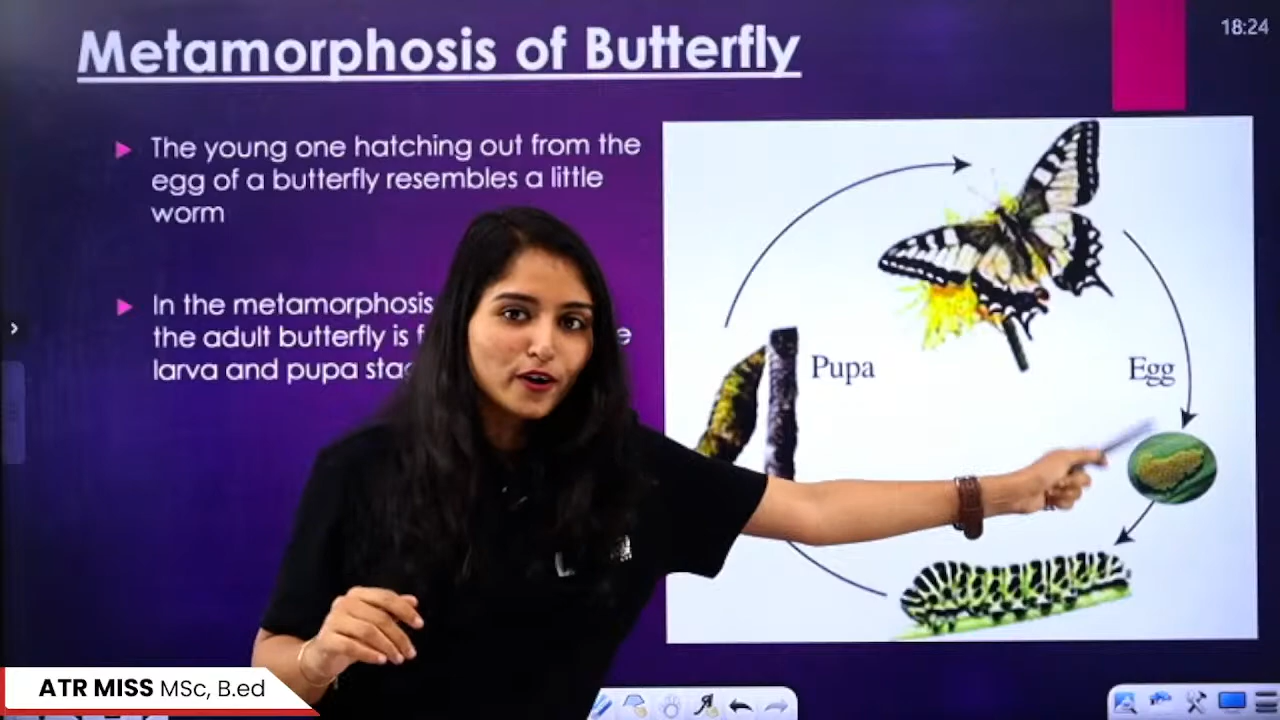 Metamorphosis of Butterfly
18:24
The young one hatching out from the
egg of a butterfly resembles a little
worm
In the metamorphosis
the adult butterfly is
larva and pupa
Pupa
Egg
ATR MISS MSc, B.ed